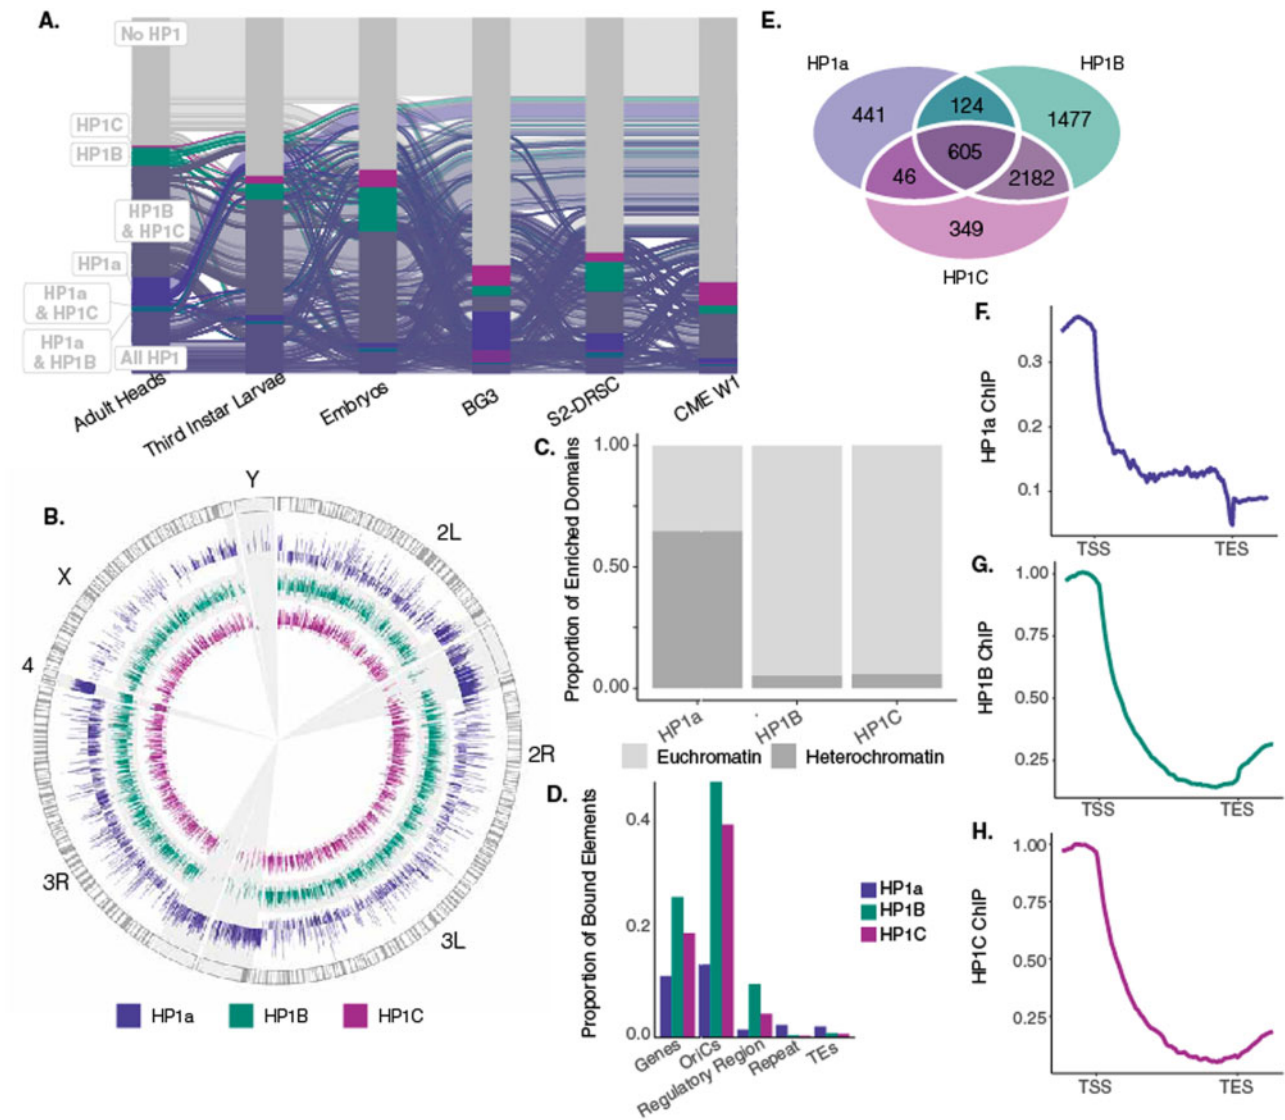 A.
No HP1
HP1C
HP1B
HP1B
& HP1C
HP1a
HP1a
& HP1C
HP1a
& HP1B
All HP1
Adult Heads
Third Instar Larvae
Embryos
BG3
S2-DRSC
CME W1
E.
HP1a
HP1B
441
124
1477
605
46
2182
349
HP1C
B.
Y
2L
X
4
2R
3R
3L
HP1a
HP1B
HP1C
C.
Proportion of Enriched Domains
1.00
0.50
0.00
HP1a
HP1B
HP1C
Euchromatin
Heterochromatin
D.
Proportion of Bound Elements
0.4
0.2
0.0
Genes
OriCs
Regulatory Region
Repeat
TEs
HP1a
HP1B
HP1C
F.
HP1a ChIP
0.3
0.2
0.1
TSS
TES
G.
HP1B ChIP
1.00
0.75
0.50
0.25
TSS
TES
H.
HP1C ChIP
1.00
0.75
0.50
0.25
TSS
TES